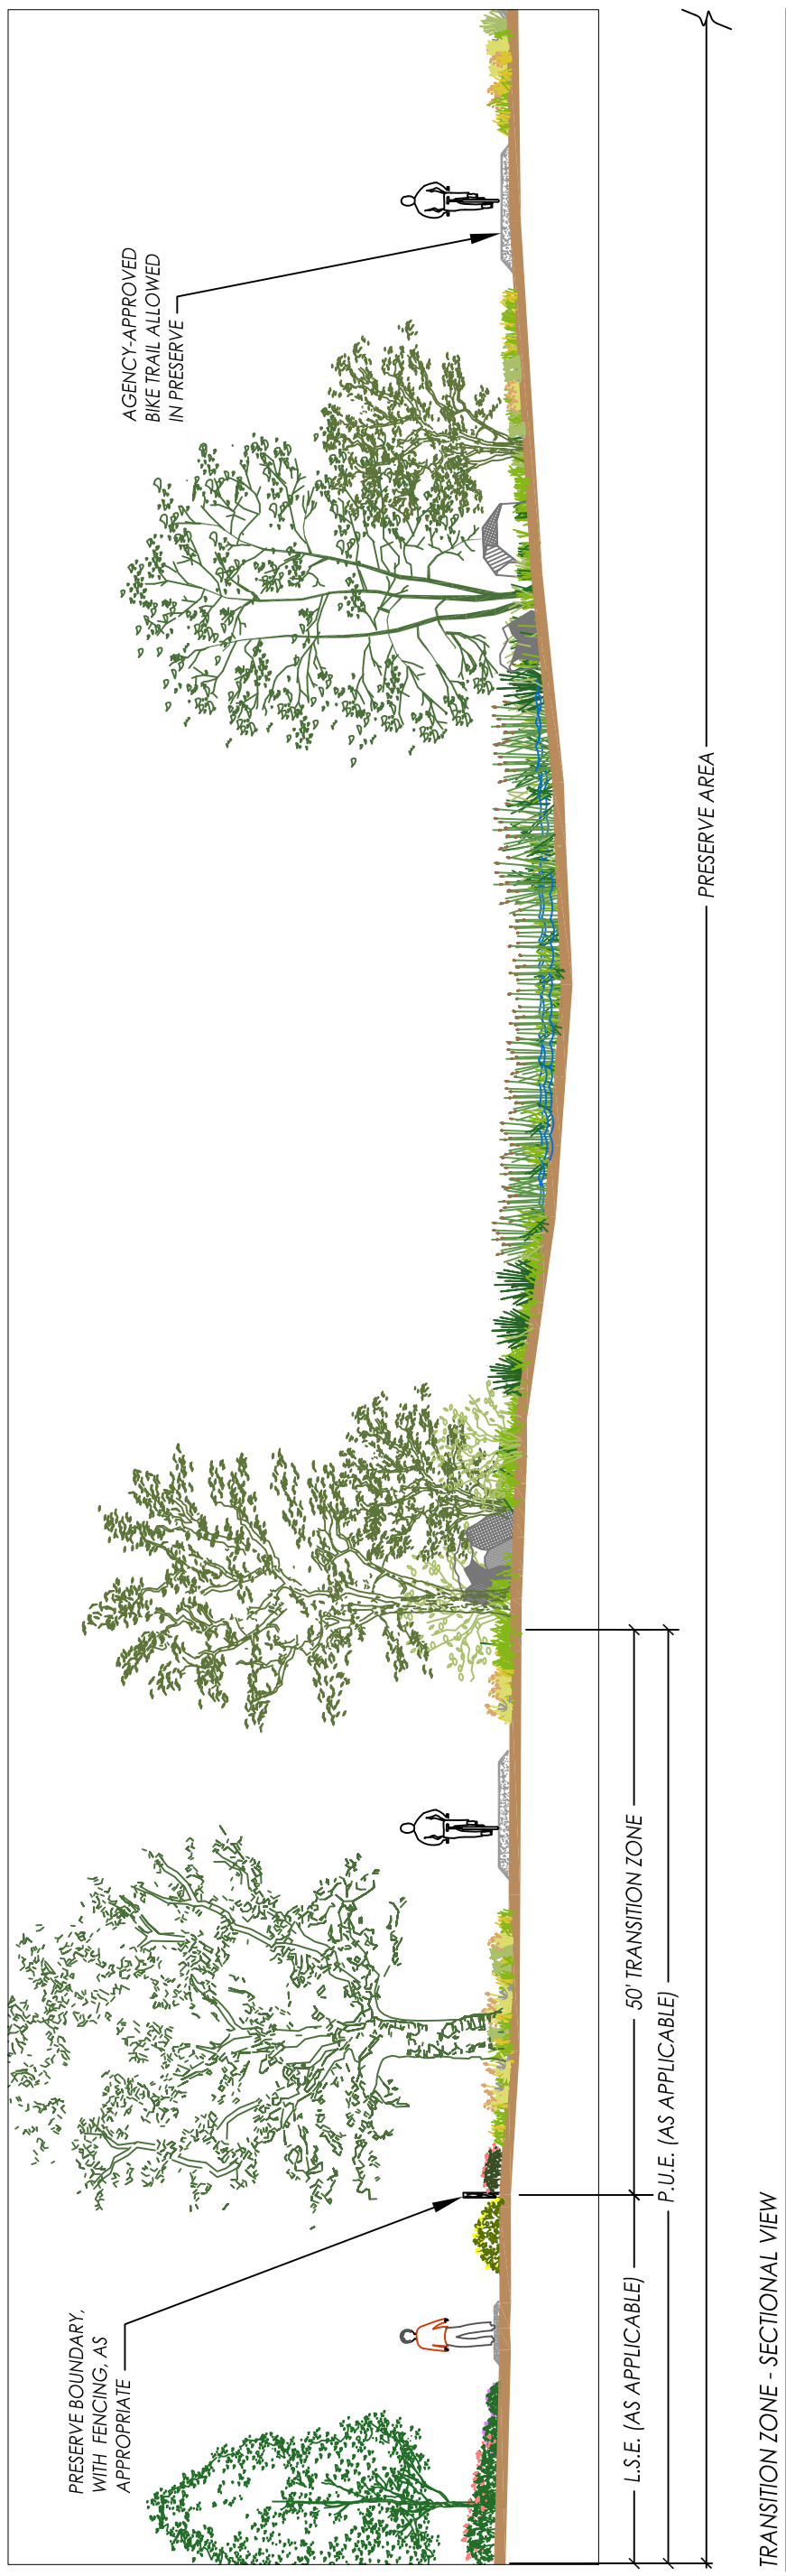 PRESERVE BOUNDARY,
WITH FENCING, AS
APPROPRIATE
AGENCY-APPROVED
BIKE TRAIL ALLOWED
IN PRESERVE
L.S.E. (AS APPLICABLE)
50' TRANSITION ZONE
P.U.E. (AS APPLICABLE)
PRESERVE AREA
TRANSITION ZONE - SECTIONAL VIEW